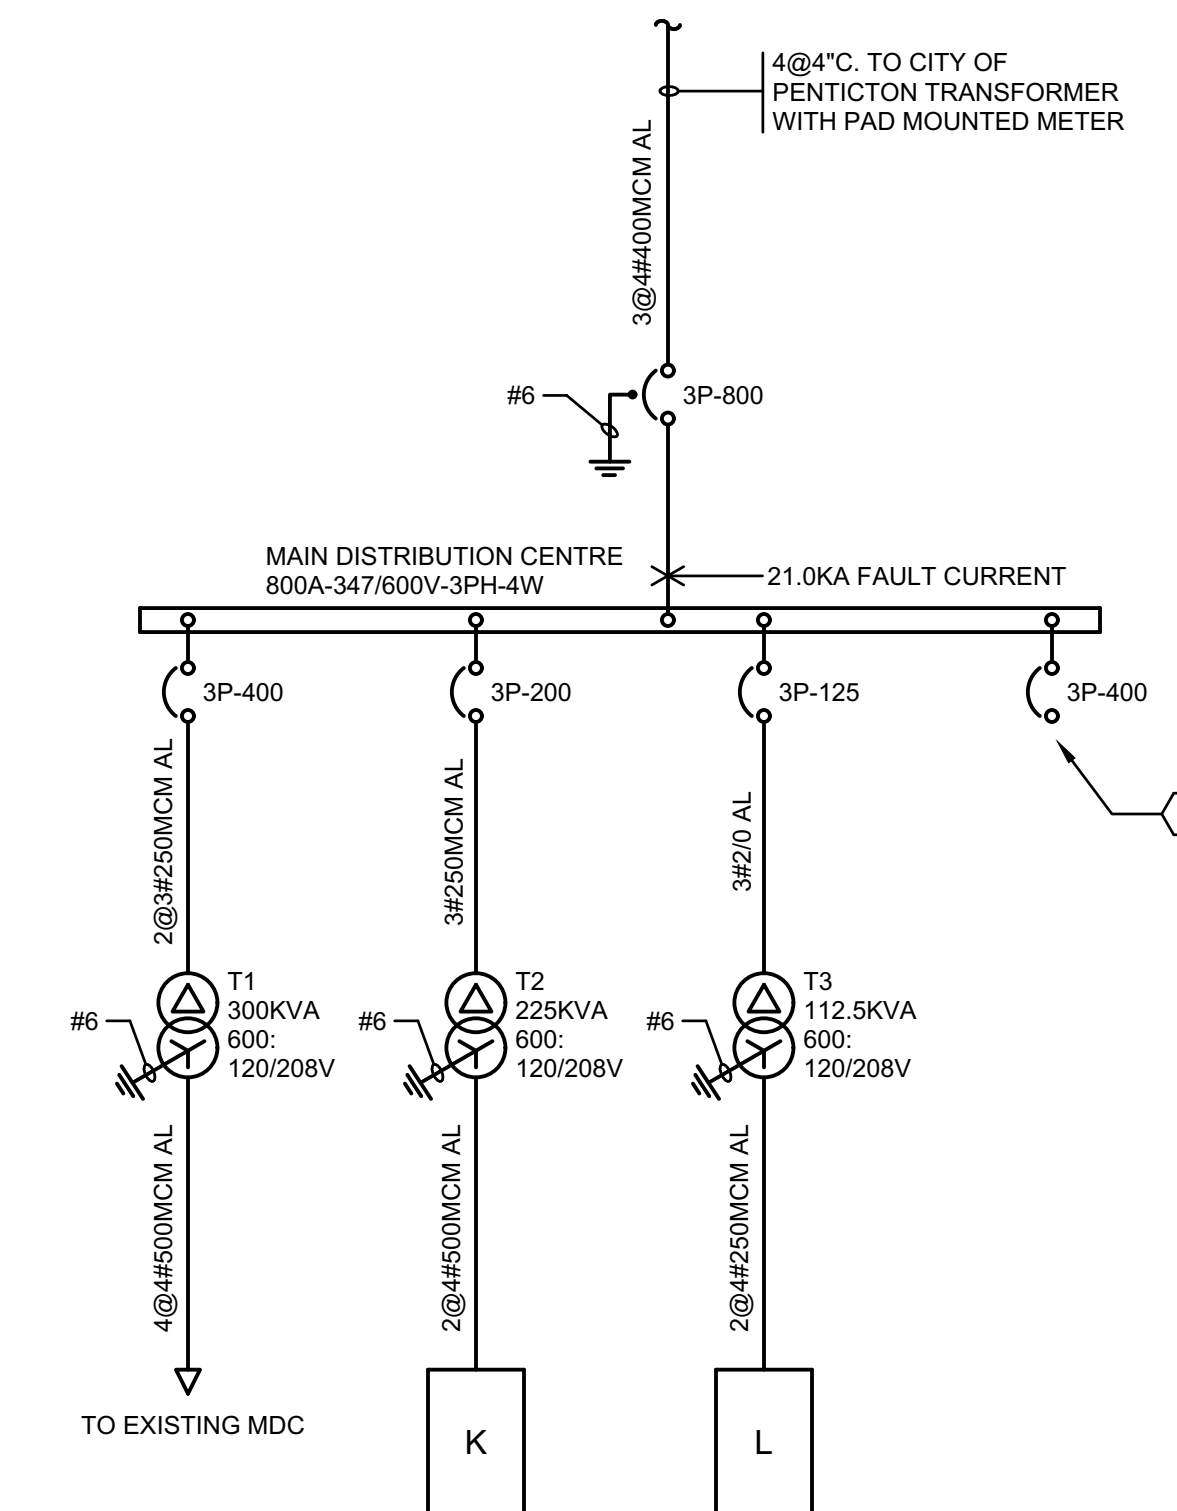 4@4"C. TO CITY OF
PENTICTON TRANSFORMER
WITH PAD MOUNTED METER
3@4#400MCM AL
#6
3P-800
MAIN DISTRIBUTION CENTRE
800A-347/600V-3PH-4W
21.0KA FAULT CURRENT
3P-400
3P-200
3P-125
3P-400
2@3#250MCM AL
3#250MCM AL
3#2/0 AL
#6
T1
300KVA
600:
120/208V
#6
T2
225KVA
600:
120/208V
#6
T3
112.5KVA
600:
120/208V
4@4#500MCM AL
2@4#500MCM AL
2@4#250MCM AL
TO EXISTING MDC
K
L